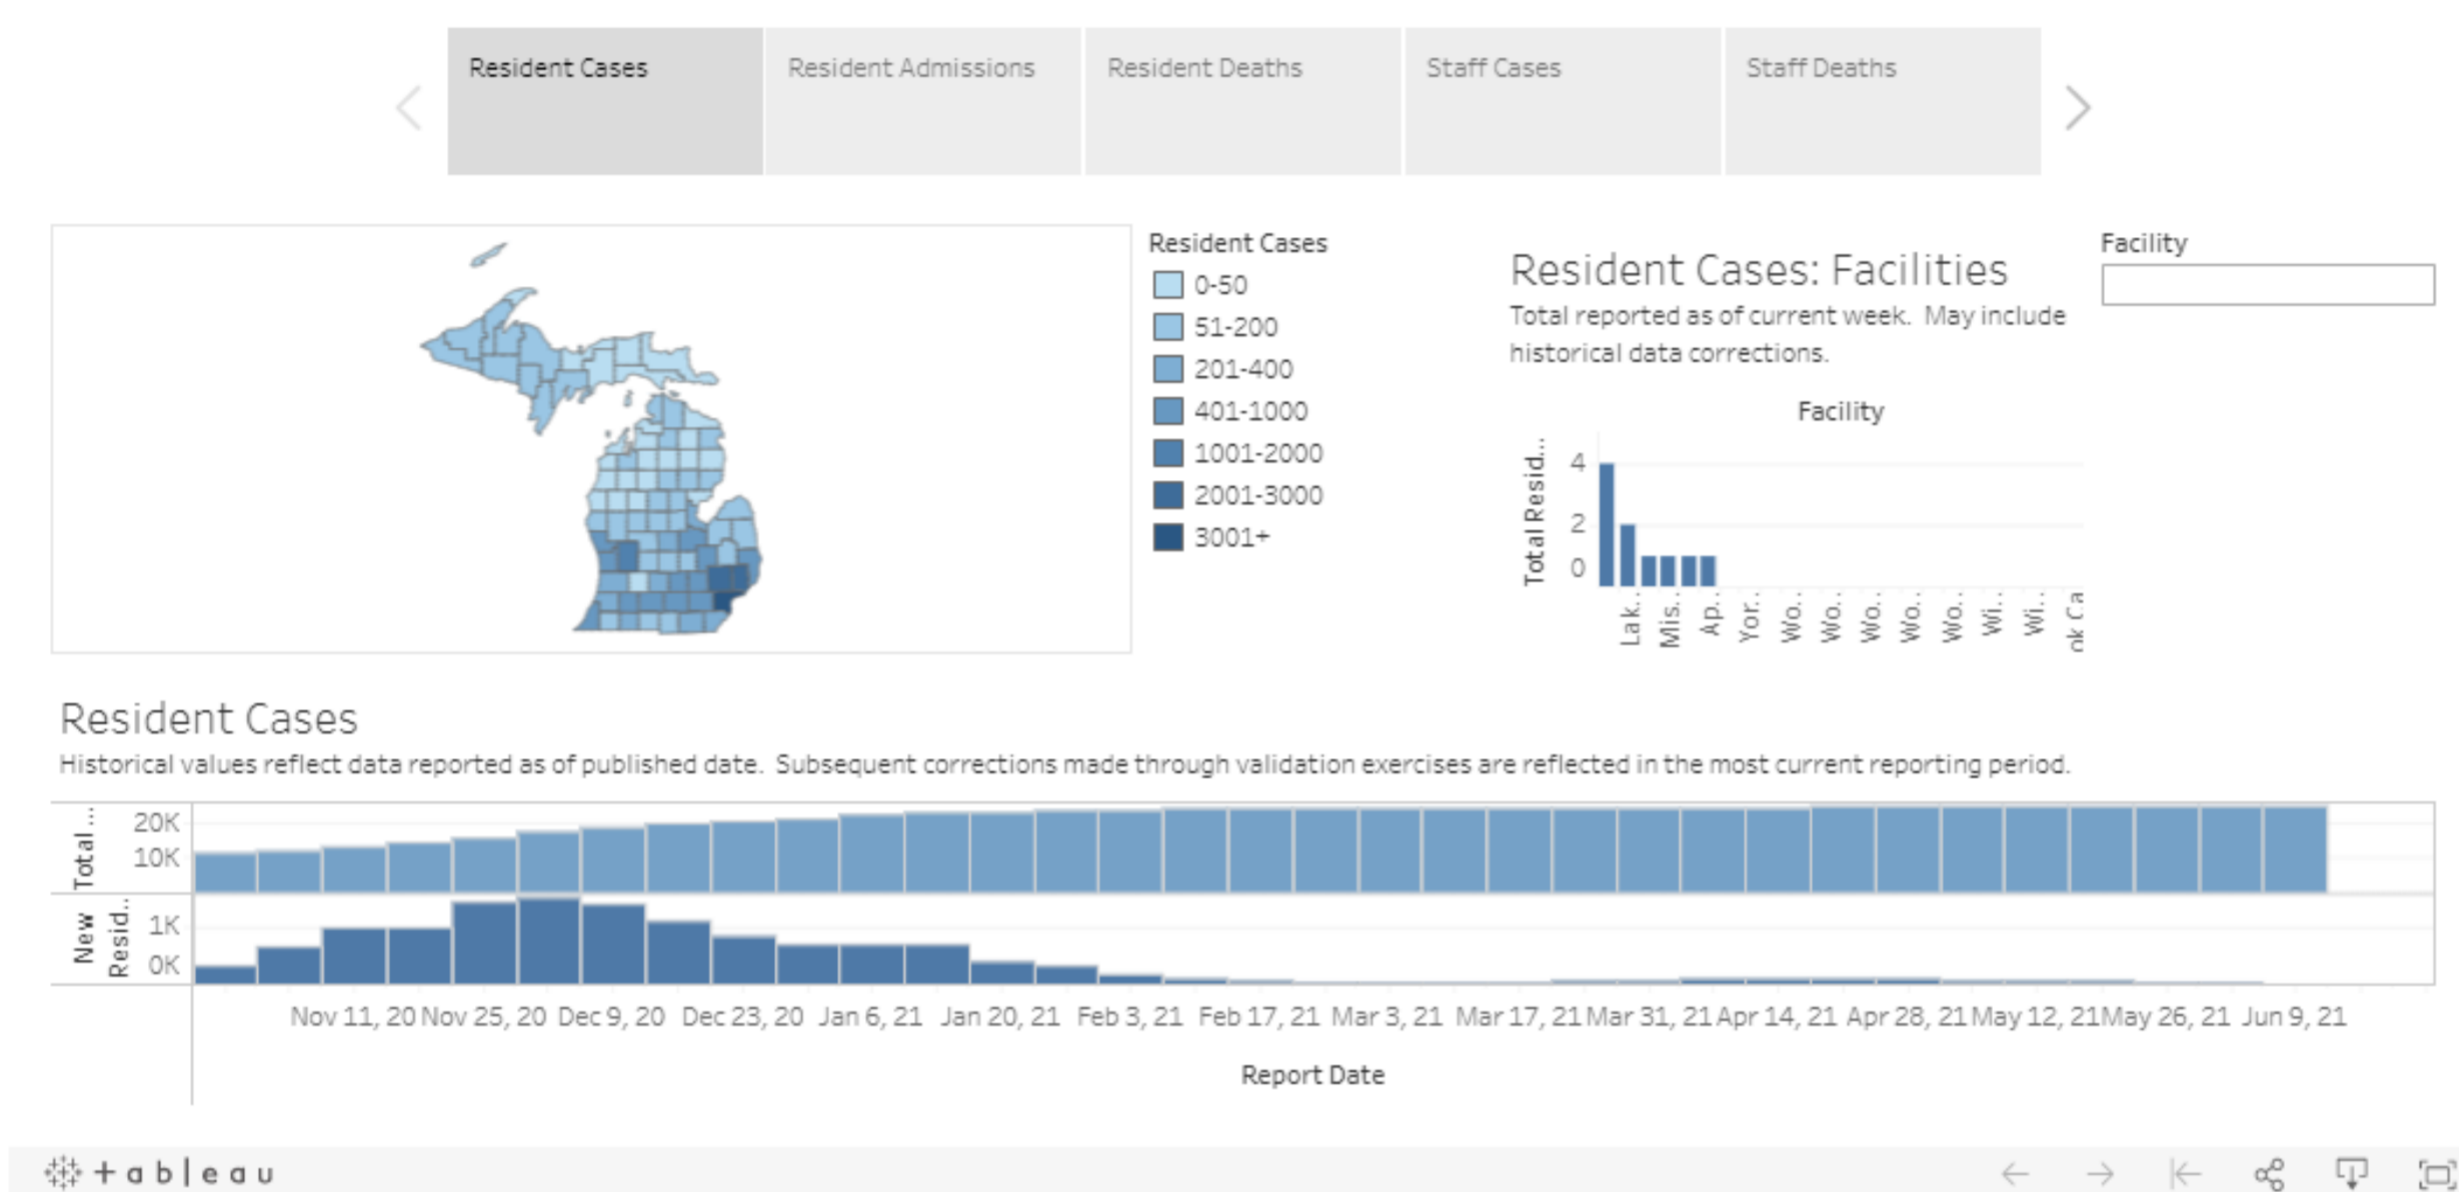 Resident Cases
Resident Admissions
Resident Deaths
Staff Cases
Staff Deaths
Resident Cases
0-50
51-200
201-400
401-1000
1001-2000
2001-3000
3001+
Resident Cases: Facilities
Total reported as of current week. May include
historical data corrections.
Facility
Facility
Total Resid...
4
2
0
Lak..
Mis..
Ap..
Yor..
Wo..
Wo..
Wo..
Wo..
Wo..
Wi..
Wi..
ok Ca
Resident Cases
Historical values reflect data reported as of published date. Subsequent corrections made through validation exercises are reflected in the most current reporting period.
Total ...
20K
10K
New
Resid..
1K
0K
Nov 11, 20
Nov 25, 20
Dec 9, 20
Dec 23, 20
Jan 6, 21
Jan 20, 21
Feb 3, 21
Feb 17, 21
Mar 3, 21
Mar 17, 21
Mar 31, 21
Apr 14, 21
Apr 28, 21
May 12, 21
May 26, 21
Jun 9, 21
Report Date
+ableau